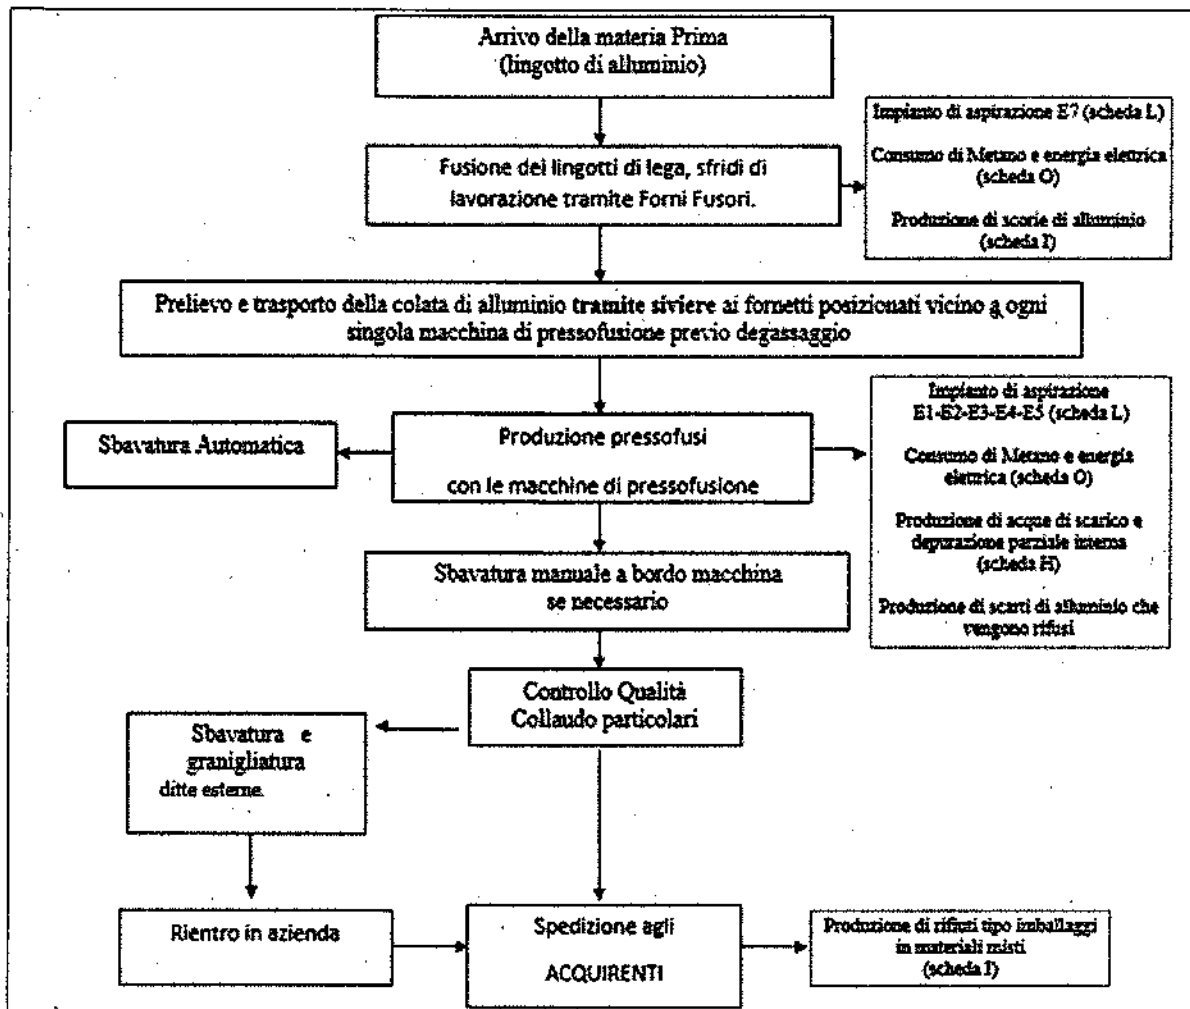 Arrivo della materia Prima
(lingotto di alluminio)
Impianto di aspirazione E7 (scheda L)
Consumo di Metano e energia elettrica
(scheda O)
Produzione di scorie di alluminio
(scheda I)
Fusione dei lingotti di lega, sfridi di
lavorazione tramite Forni Fusori.
Prelievo e trasporto della colata di alluminio tramite siviere ai fornetti posizionati vicino a ogni
singola macchina di pressofusione previo degassaggio
Impianto di aspirazione
E1-E2-E3-E4-E5 (scheda L)
Consumo di Metano e energia
elettrica (scheda O)
Produzione di acque di scarico e
depurazione parziale interna
(scheda H)
Produzione di scarti di alluminio che
vengono rifusi
Sbavatura Automatica
Produzione pressofusi
con le macchine di pressofusione
Sbavatura manuale a bordo macchina
se necessario
Controllo Qualità
Collaudo particolari
Sbavatura e
granigliatura
ditte esterne.
Rientro in azienda
Spedizione agli
ACQUIRENTI
Produzione di rifiuti tipo imballaggi
in materiali misti
(scheda I)